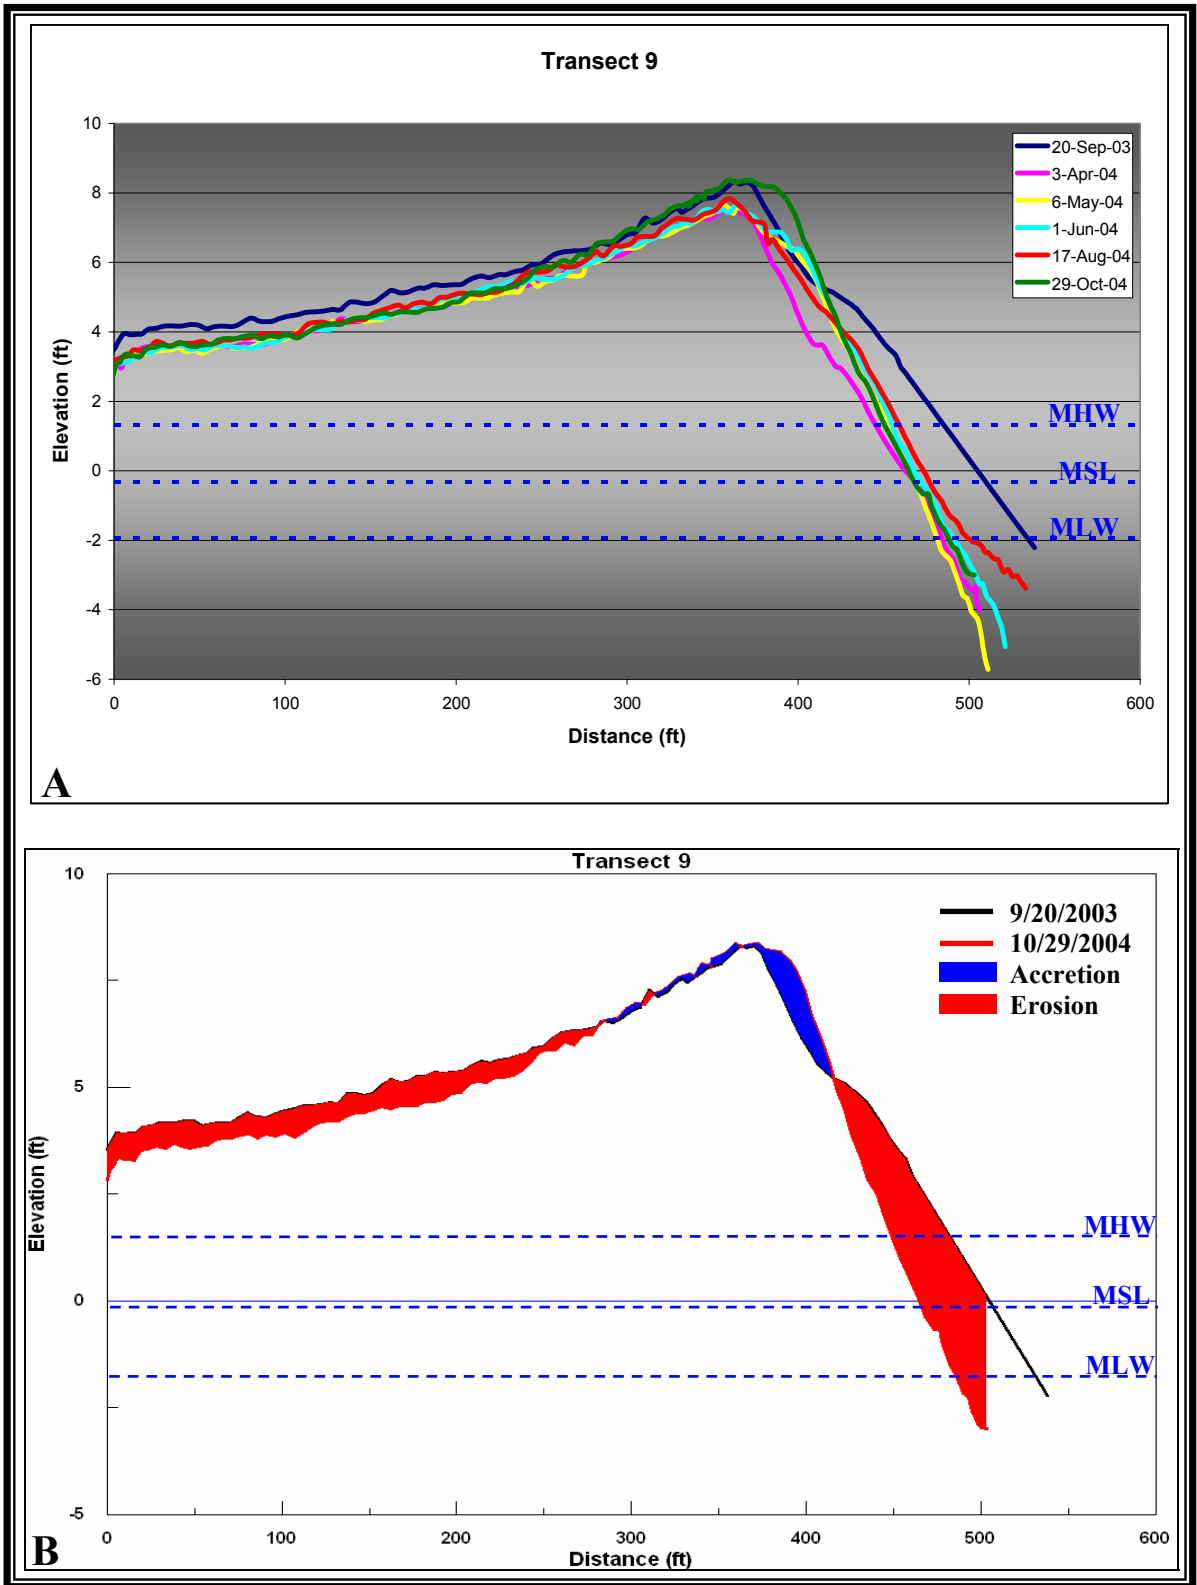 Transect 9
10
8
6
4
2
0
-2
-4
-6
Elevation (ft)
20-Sep-03
3-Apr-04
6-May-04
1-Jun-04
17-Aug-04
29-Oct-04
MHW
MSL
MLW
0 100 200 300 400 500 600
Distance (ft)
A
Transect 9
10
5
0
-5
Elevation (ft)
9/20/2003
10/29/2004
Accretion
Erosion
MHW
MSL
MLW
0 100 200 300 400 500 600
Distance (ft)
B